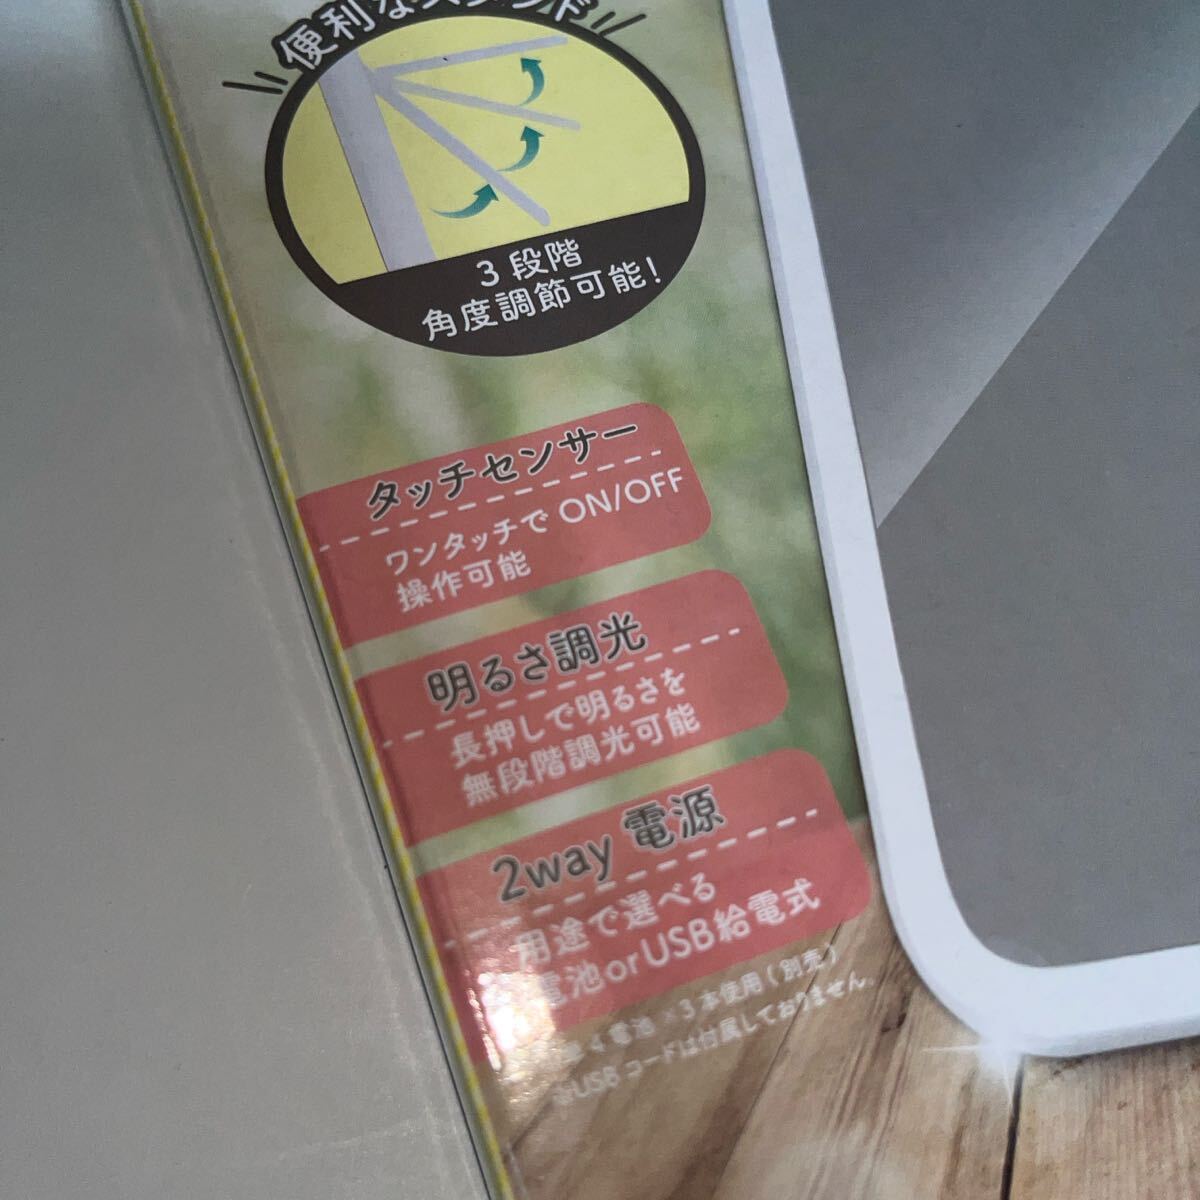 便利なスタンド
3段階
角度調節可能!
タッチセンサー
ワンタッチで ON/OFF
操作可能
明るさ調光
長押しで明るさを
無段階調光可能
2way 電源
用途で選べる
電池orUSB給電式
4電池×3本使用(別売)
※USBコードは付属しておりません。